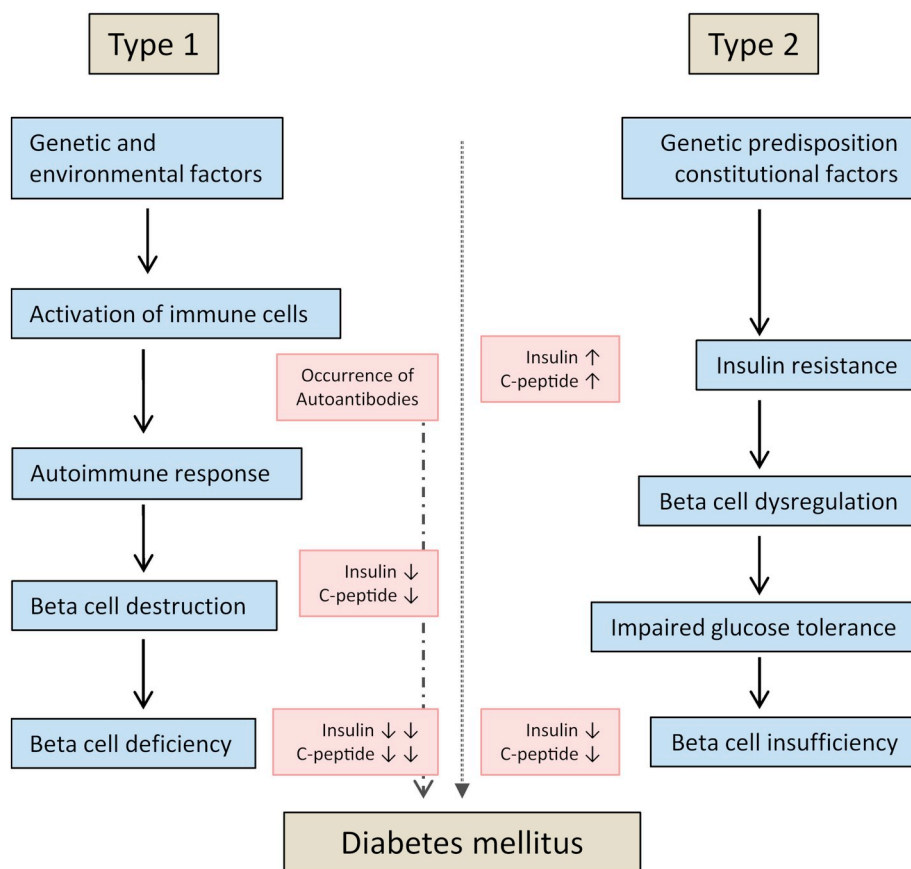 Type 1
Type 2
Genetic and
environmental factors
Genetic predisposition
constitutional factors
Activation of immune cells
Occurrence of
Autoantibodies
Insulin ↑
C-peptide ↑
Insulin resistance
Autoimmune response
Beta cell dysregulation
Insulin ↓
C-peptide ↓
Beta cell destruction
Impaired glucose tolerance
Beta cell deficiency
Insulin ↓ ↓
C-peptide ↓ ↓
Insulin ↓
C-peptide ↓
Beta cell insufficiency
Diabetes mellitus